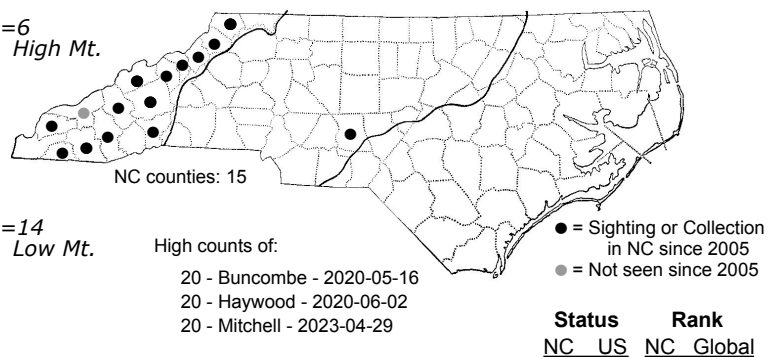 =6
High Mt.
NC counties: 15
=14
Low Mt.
High counts of:
20 - Buncombe - 2020-05-16
20 - Haywood - 2020-06-02
20 - Mitchell - 2023-04-29
= Sighting or Collection
in NC since 2005
= Not seen since 2005
Status Rank
NC US NC Global